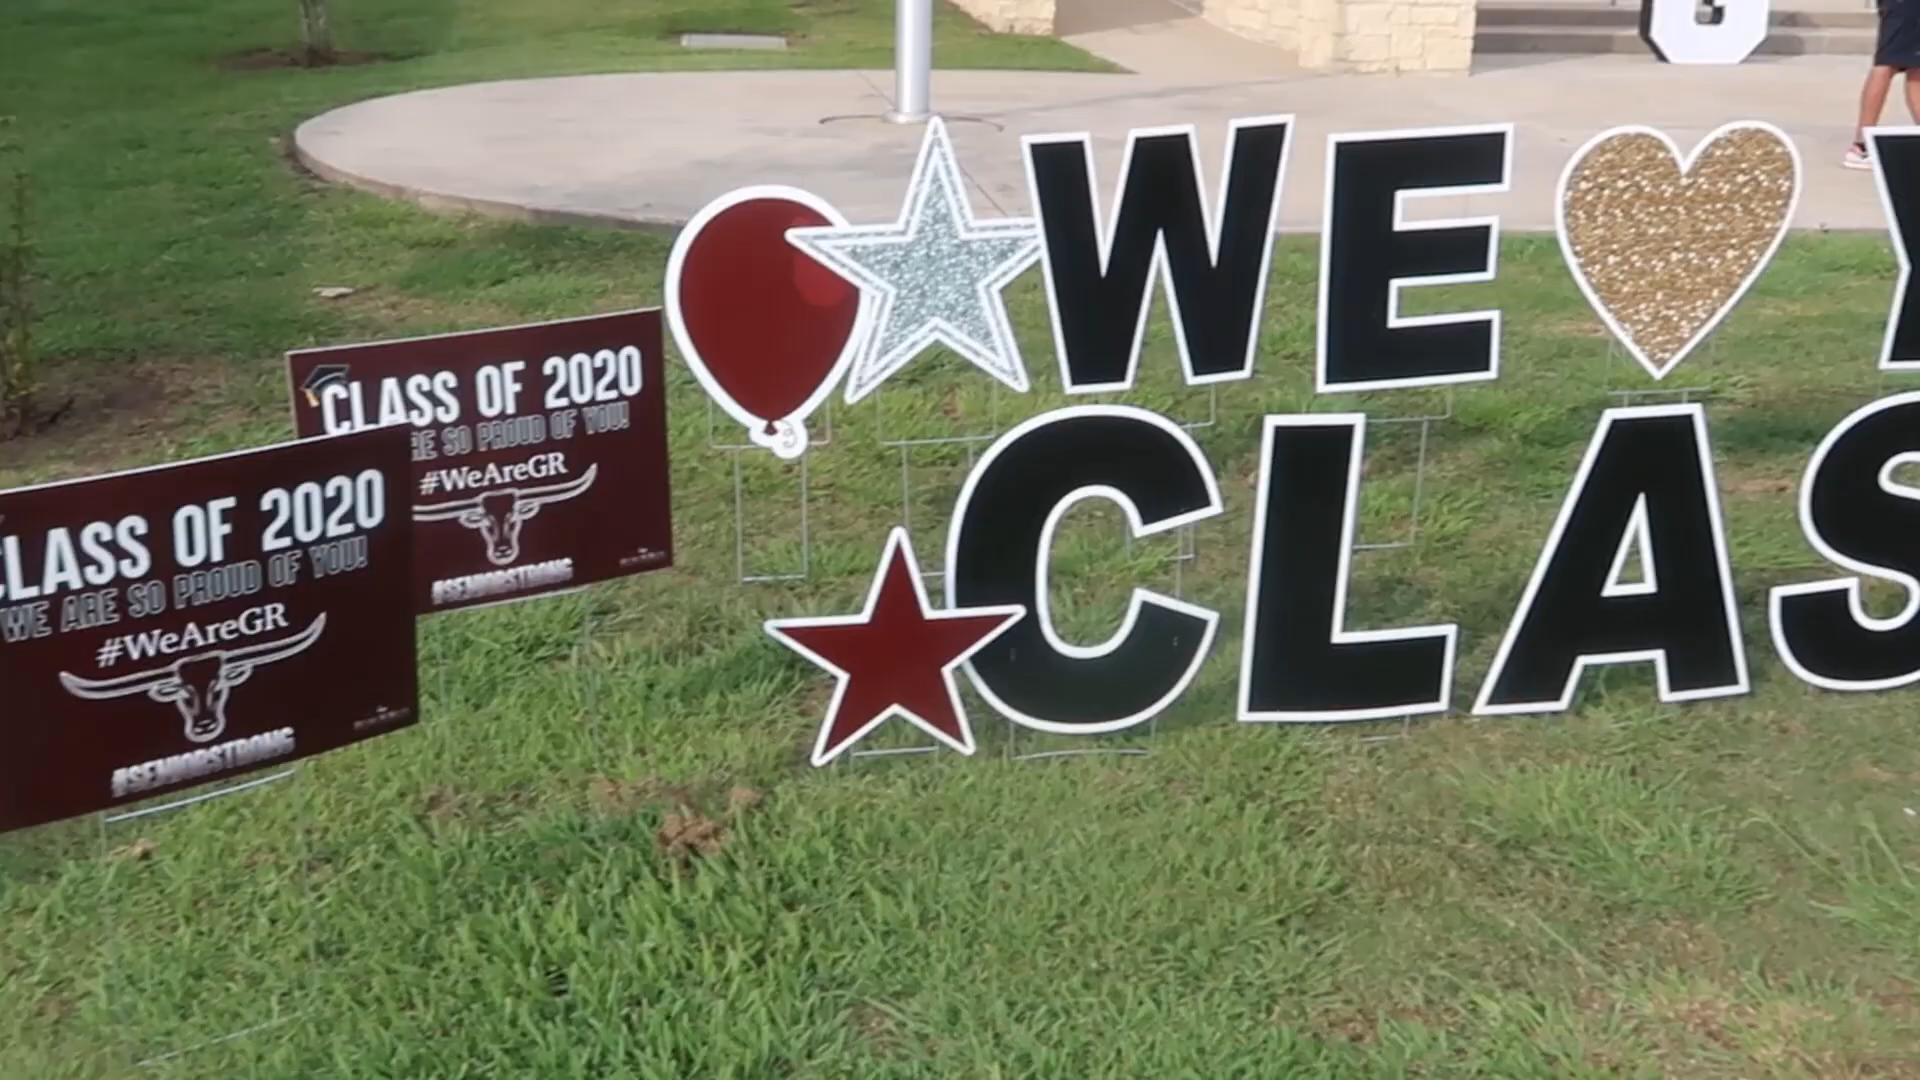 G
WE Y
CLAS
CLASS OF 2020
ARE SO PROUD OF YOU!
#WeAreGR
#SENIORSTRONG
CLASS OF 2020
WE ARE SO PROUD OF YOU!
#WeAreGR
#SENIORSTRONG